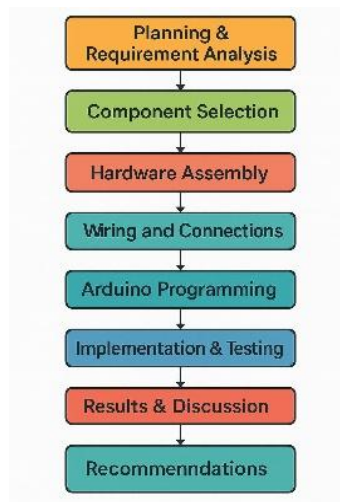 Planning &
Requirement Analysis
Component Selection
Hardware Assembly
Wiring and Connections
Arduino Programming
Implementation & Testing
Results & Discussion
Recommenndations